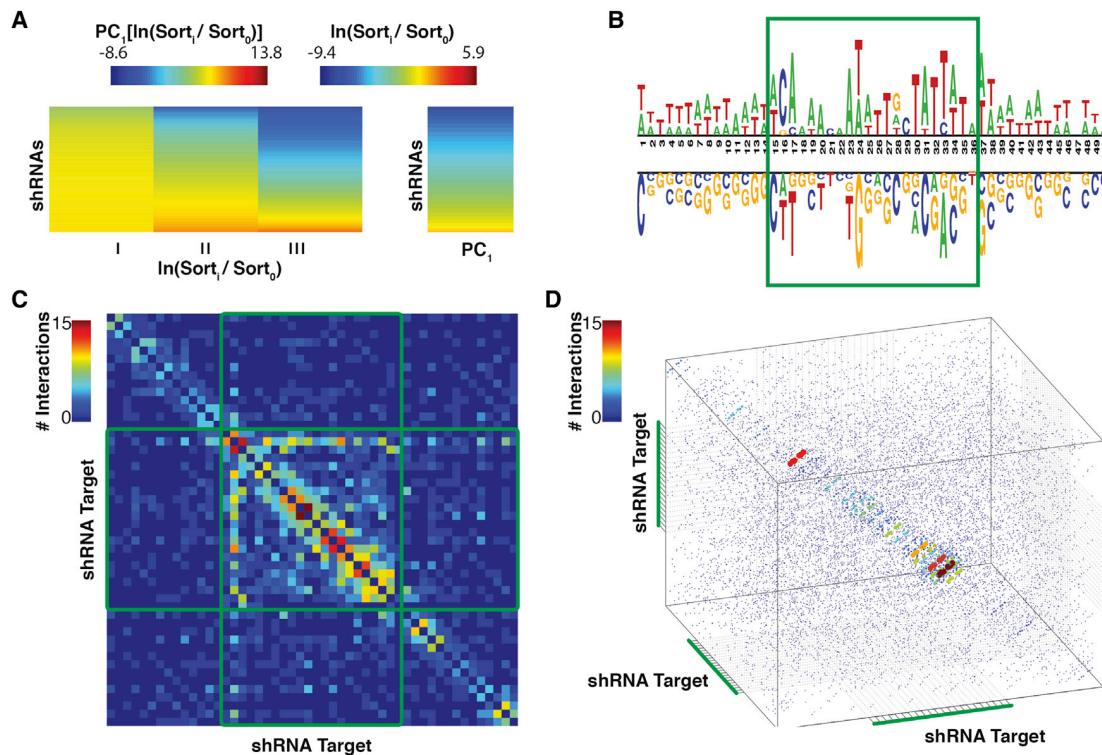 A
PC1[ln(Sorti / Sort0)]
-8.6 13.8
ln(Sorti / Sort0)
-9.4 5.9
shRNAs
shRNAs
I II III
PC1
ln(Sorti / Sort0)
B
1 2 3 4 5 6 7 8 9 10 11 12 13 14 15 16 17 18 19 20 21 22 23 24 25 26 27 28 29 30 31 32 33 34 35 36 37 38 39 40 41 42 43 44 45 46 47 48 49
C
# Interactions
15
0
shRNA Target
shRNA Target
D
# Interactions
15
0
shRNA Target
shRNA Target
shRNA Target